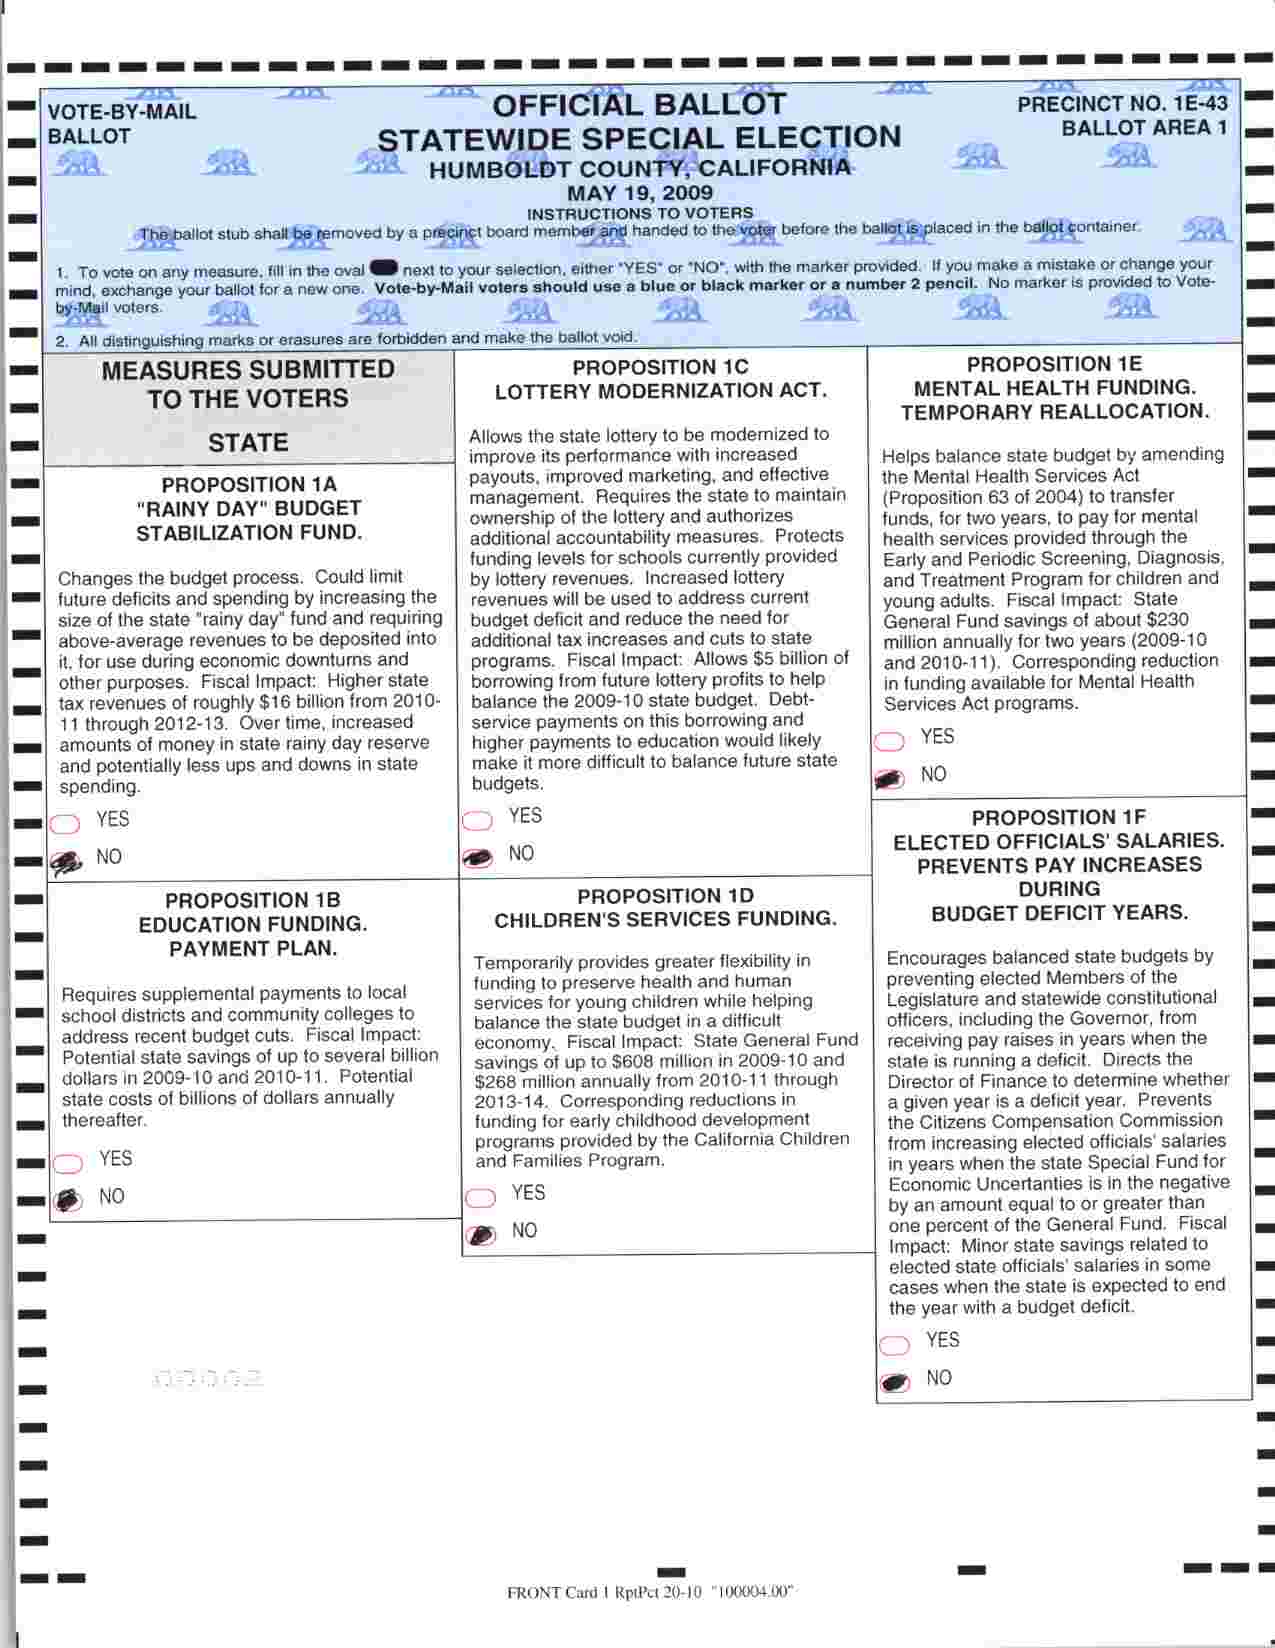 VOTE-BY-MAIL
BALLOT
OFFICIAL BALLOT
STATEWIDE SPECIAL ELECTION
HUMBOLDT COUNTY, CALIFORNIA
MAY 19, 2009
PRECINCT NO. 1E-43
BALLOT AREA 1
INSTRUCTIONS TO VOTERS
The ballot stub shall be removed by a precinct board member and handed to the voter before the ballot is placed in the ballot container.
1. To vote on any measure, fill in the oval next to your selection, either "YES" or "NO", with the marker provided. If you make a mistake or change your
mind, exchange your ballot for a new one. Vote-by-Mail voters should use a blue or black marker or a number 2 pencil. No marker is provided to Vote-
by-Mail voters.
2. All distinguishing marks or erasures are forbidden and make the ballot void.
MEASURES SUBMITTED
TO THE VOTERS
STATE
PROPOSITION 1A
"RAINY DAY" BUDGET
STABILIZATION FUND.
Changes the budget process. Could limit
future deficits and spending by increasing the
size of the state "rainy day" fund and requiring
above-average revenues to be deposited into
it, for use during economic downturns and
other purposes. Fiscal Impact: Higher state
tax revenues of roughly $16 billion from 2010-
11 through 2012-13. Over time, increased
amounts of money in state rainy day reserve
and potentially less ups and downs in state
spending.
YES
NO
PROPOSITION 1B
EDUCATION FUNDING.
PAYMENT PLAN.
Requires supplemental payments to local
school districts and community colleges to
address recent budget cuts. Fiscal Impact:
Potential state savings of up to several billion
dollars in 2009-10 and 2010-11. Potential
state costs of billions of dollars annually
thereafter.
YES
NO
PROPOSITION 1C
LOTTERY MODERNIZATION ACT.
Allows the state lottery to be modernized to
improve its performance with increased
payouts, improved marketing, and effective
management. Requires the state to maintain
ownership of the lottery and authorizes
additional accountability measures. Protects
funding levels for schools currently provided
by lottery revenues. Increased lottery
revenues will be used to address current
budget deficit and reduce the need for
additional tax increases and cuts to state
programs. Fiscal Impact: Allows $5 billion of
borrowing from future lottery profits to help
balance the 2009-10 state budget. Debt-
service payments on this borrowing and
higher payments to education would likely
make it more difficult to balance future state
budgets.
YES
NO
PROPOSITION 1D
CHILDREN'S SERVICES FUNDING.
Temporarily provides greater flexibility in
funding to preserve health and human
services for young children while helping
balance the state budget in a difficult
economy. Fiscal Impact: State General Fund
savings of up to $608 million in 2009-10 and
$268 million annually from 2010-11 through
2013-14. Corresponding reductions in
funding for early childhood development
programs provided by the California Children
and Families Program.
YES
NO
PROPOSITION 1E
MENTAL HEALTH FUNDING.
TEMPORARY REALLOCATION.
Helps balance state budget by amending
the Mental Health Services Act
(Proposition 63 of 2004) to transfer
funds, for two years, to pay for mental
health services provided through the
Early and Periodic Screening, Diagnosis,
and Treatment Program for children and
young adults. Fiscal Impact: State
General Fund savings of about $230
million annually for two years (2009-10
and 2010-11). Corresponding reduction
in funding available for Mental Health
Services Act programs.
YES
NO
PROPOSITION 1F
ELECTED OFFICIALS' SALARIES.
PREVENTS PAY INCREASES
DURING
BUDGET DEFICIT YEARS.
Encourages balanced state budgets by
preventing elected Members of the
Legislature and statewide constitutional
officers, including the Governor, from
receiving pay raises in years when the
state is running a deficit. Directs the
Director of Finance to determine whether
a given year is a deficit year. Prevents
the Citizens Compensation Commission
from increasing elected officials' salaries
in years when the state Special Fund for
Economic Uncertainties is in the negative
by an amount equal to or greater than
one percent of the General Fund. Fiscal
Impact: Minor state savings related to
elected state officials' salaries in some
cases when the state is expected to end
the year with a budget deficit.
YES
NO
FRONT Card 1 RptPct 20-10 "100004.00"